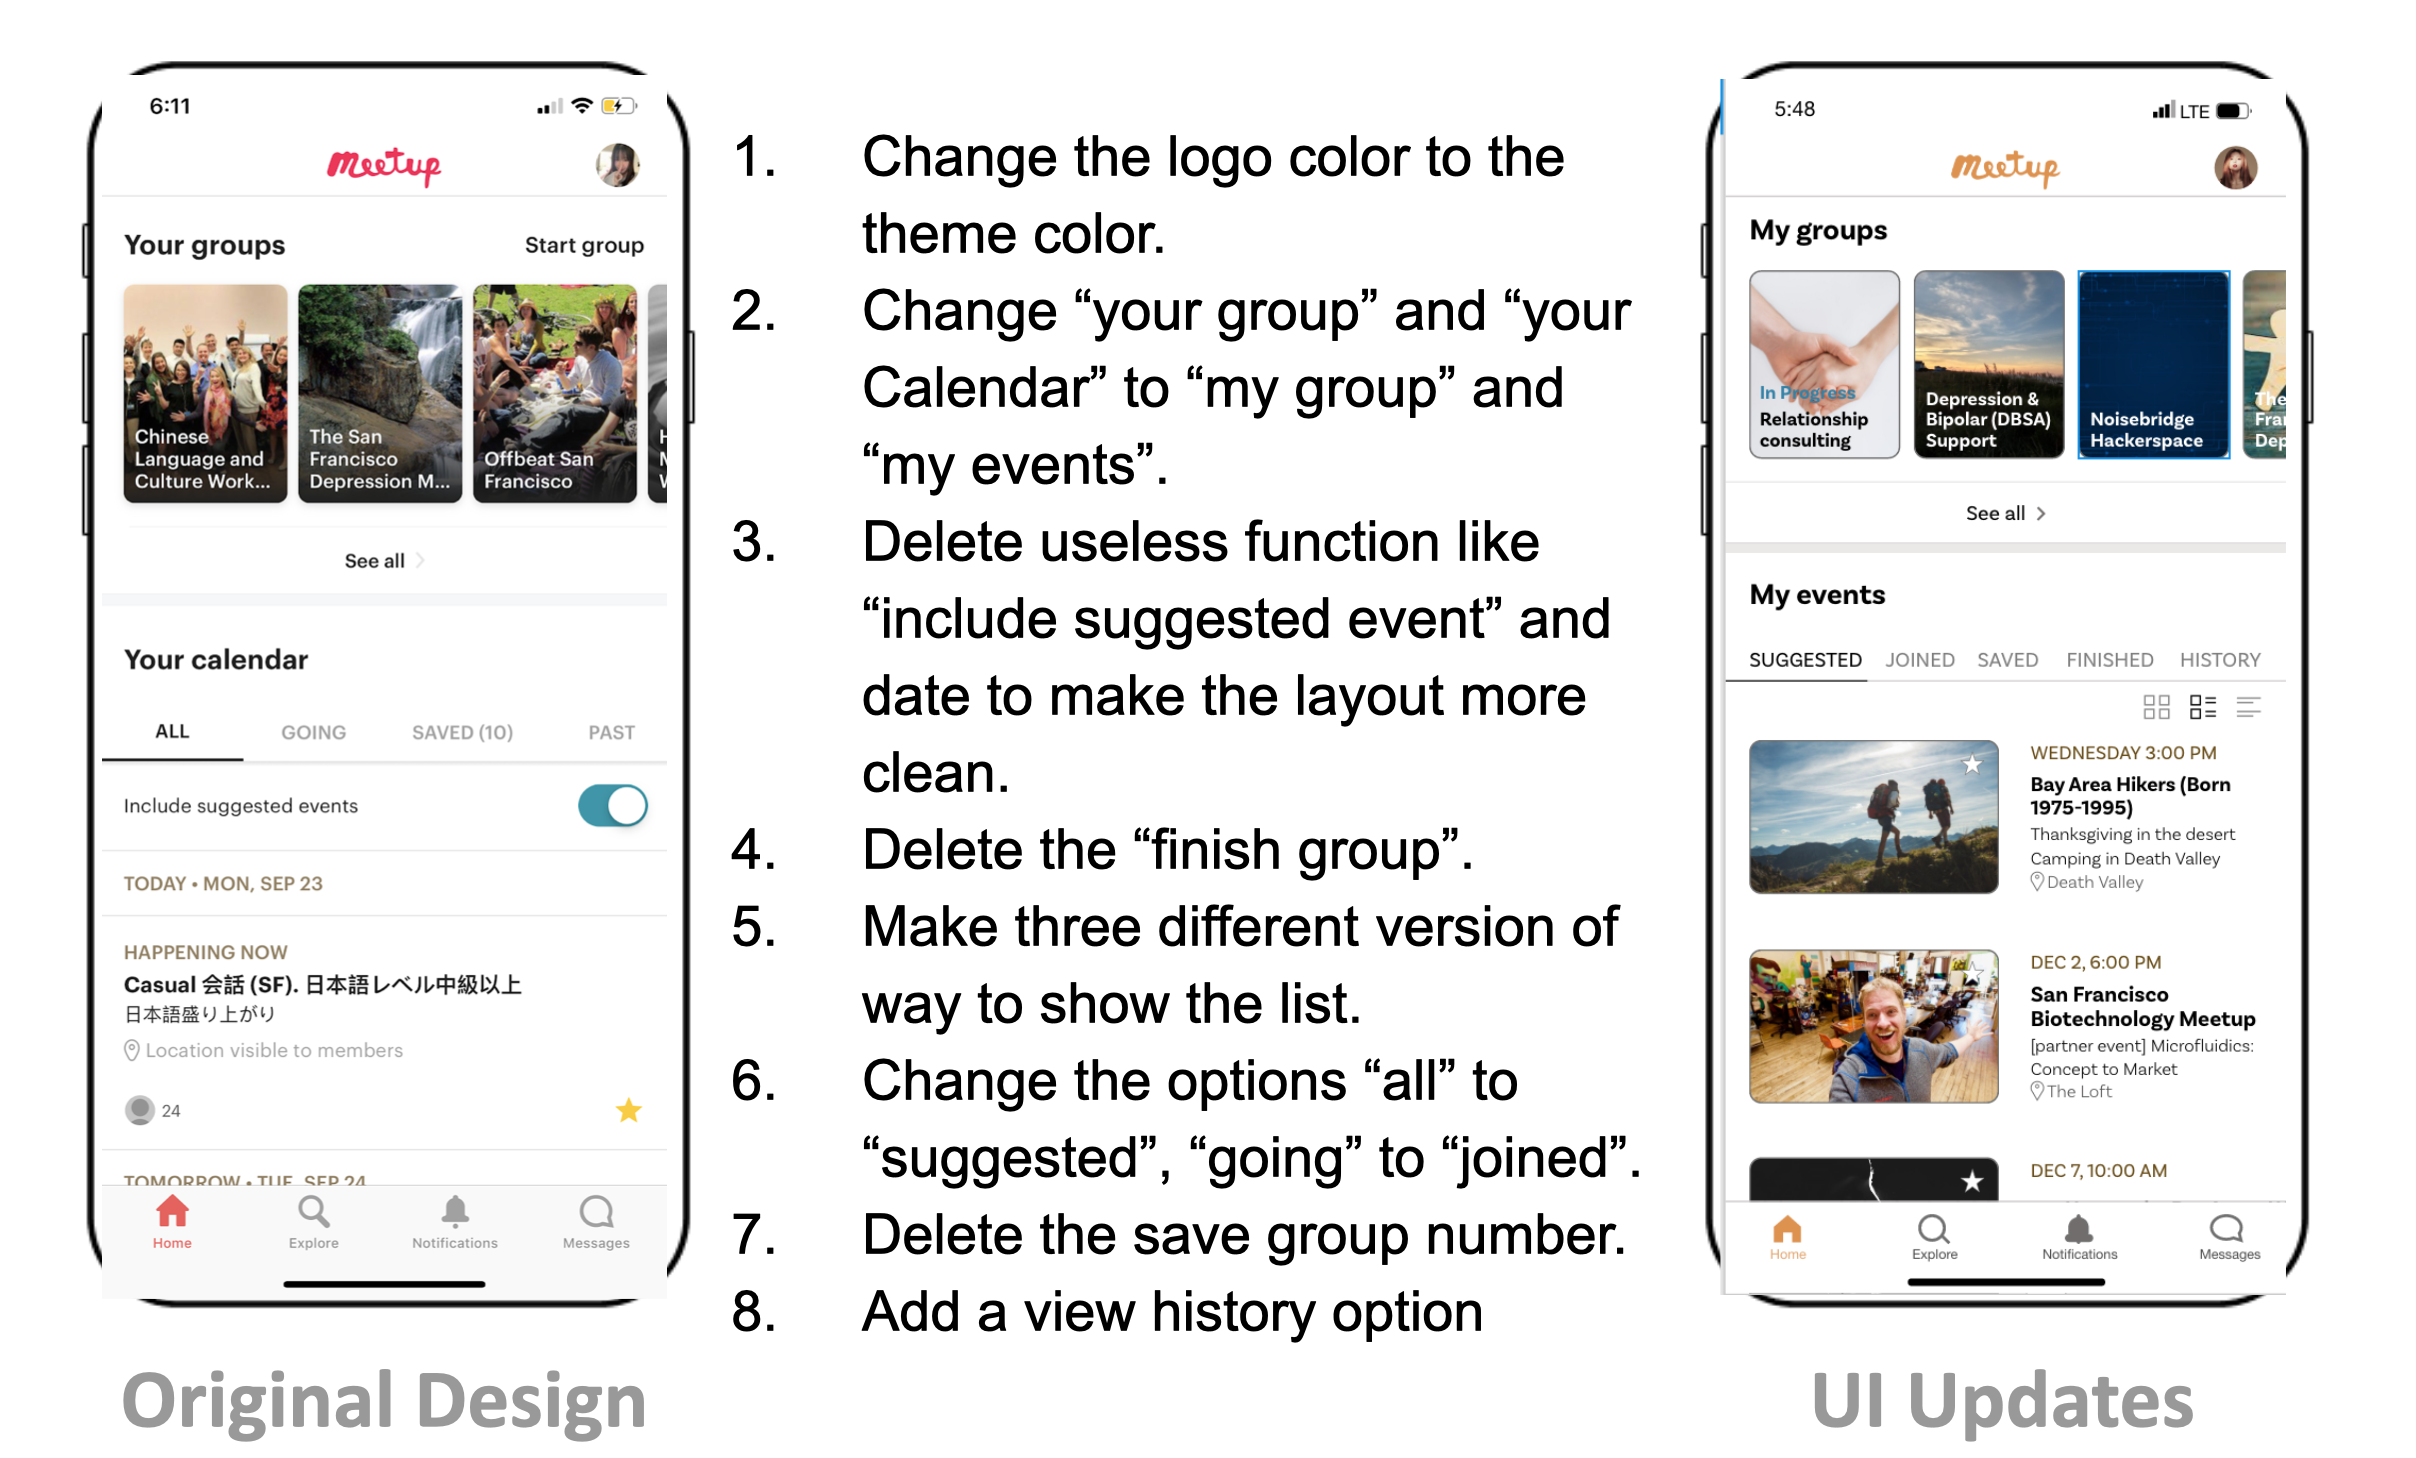 6:11
meetup
Your groups
Start group
Chinese
Language and
Culture Work...
The San
Francisco
Depression M...
Offbeat San
Francisco
See all
Your calendar
ALL
GOING
SAVED (10)
PAST
Include suggested events
TODAY • MON, SEP 23
HAPPENING NOW
Casual 会話 (SF). 日本語レベル中級以上
日本語盛り上がり
Location visible to members
24
TOMORROW • TUE, SEP 24
Home
Explore
Notifications
Messages
Original Design
1. Change the logo color to the
theme color.
2. Change “your group” and “your
Calendar” to “my group” and
“my events”.
3. Delete useless function like
“include suggested event” and
date to make the layout more
clean.
4. Delete the “finish group”.
5. Make three different version of
way to show the list.
6. Change the options “all” to
“suggested”, “going” to “joined”.
7. Delete the save group number.
8. Add a view history option
5:48
LTE
meetup
My groups
In Progress
Relationship
consulting
Depression &
Bipolar (DBSA)
Support
Noisebridge
Hackerspace
The
Fra
Dep
See all
My events
SUGGESTED
JOINED
SAVED
FINISHED
HISTORY
WEDNESDAY 3:00 PM
Bay Area Hikers (Born
1975-1995)
Thanksgiving in the desert
Camping in Death Valley
Death Valley
DEC 2, 6:00 PM
San Francisco
Biotechnology Meetup
[partner event] Microfluidics:
Concept to Market
The Loft
DEC 7, 10:00 AM
Home
Explore
Notifications
Messages
UI Updates